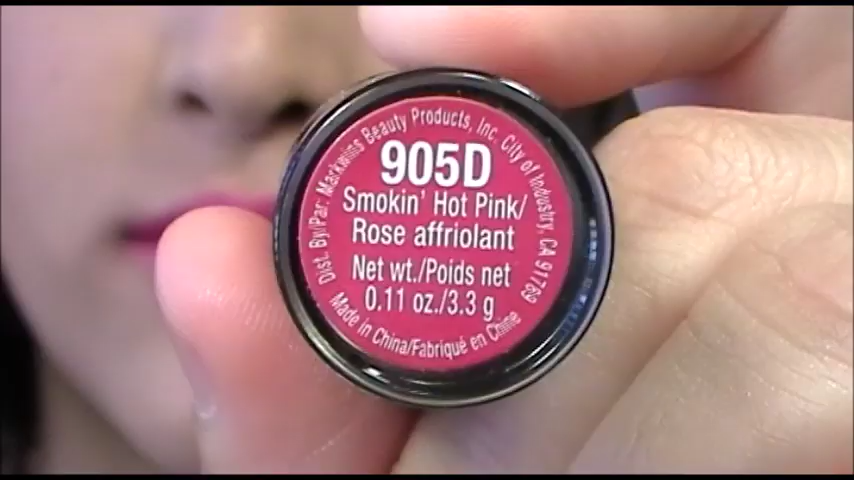 Dist. By/Par: Markwins Beauty Products, Inc. City of Industry, CA 91789
905D
Smokin' Hot Pink/
Rose affriolant
Net wt./Poids net
0.11 oz./3.3 g
Made in China/Fabriqué en Chine